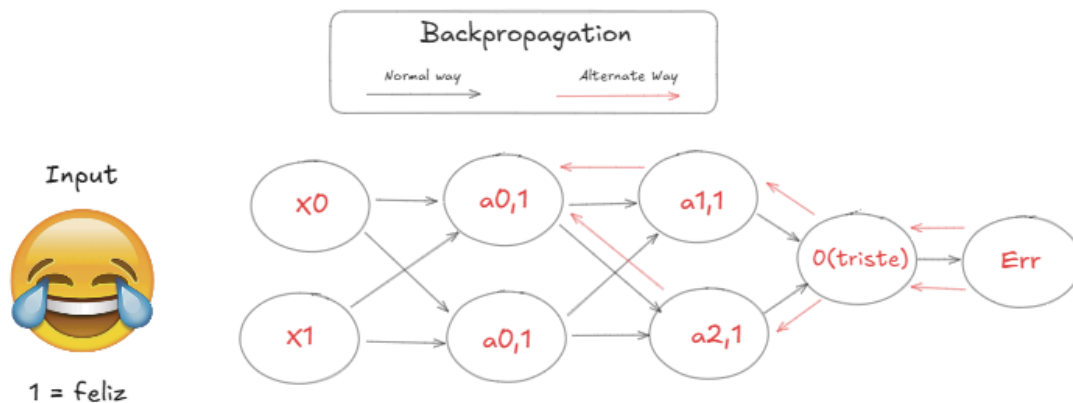 Backpropagation
Normal way
Alternate Way
Input
x0
a0,1
a1,1
0(triste)
Err
x1
a0,1
a2,1
1 = feliz